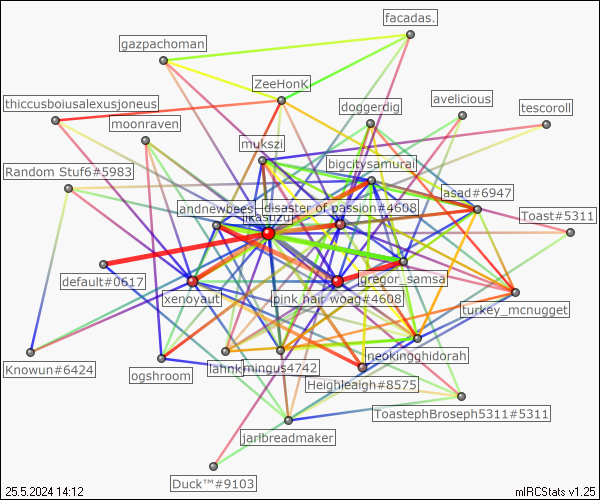 facadas.
gazpachoman
ZeeHonK
thiccusboiusalexusjoneus
doggerdig
avelicious
tescoroll
moonraven
mukszi
bigcitysamurai
Random Stuf6#5983
asad#6947
andnewbees
disaster of passion#4608
Toast#5311
default#0617
gregor_samsa
xenoyaut
pink hair woag#4608
turkey_mcnugget
neokingghidorah
Knowun#6424
ogshroom
lahnk
mingus4742
Heighleigh#8575
ToastephBroseph5311#5311
jarlbreadmaker
Duck™#9103
25.5.2024 14:12
mIRCStats v1.25